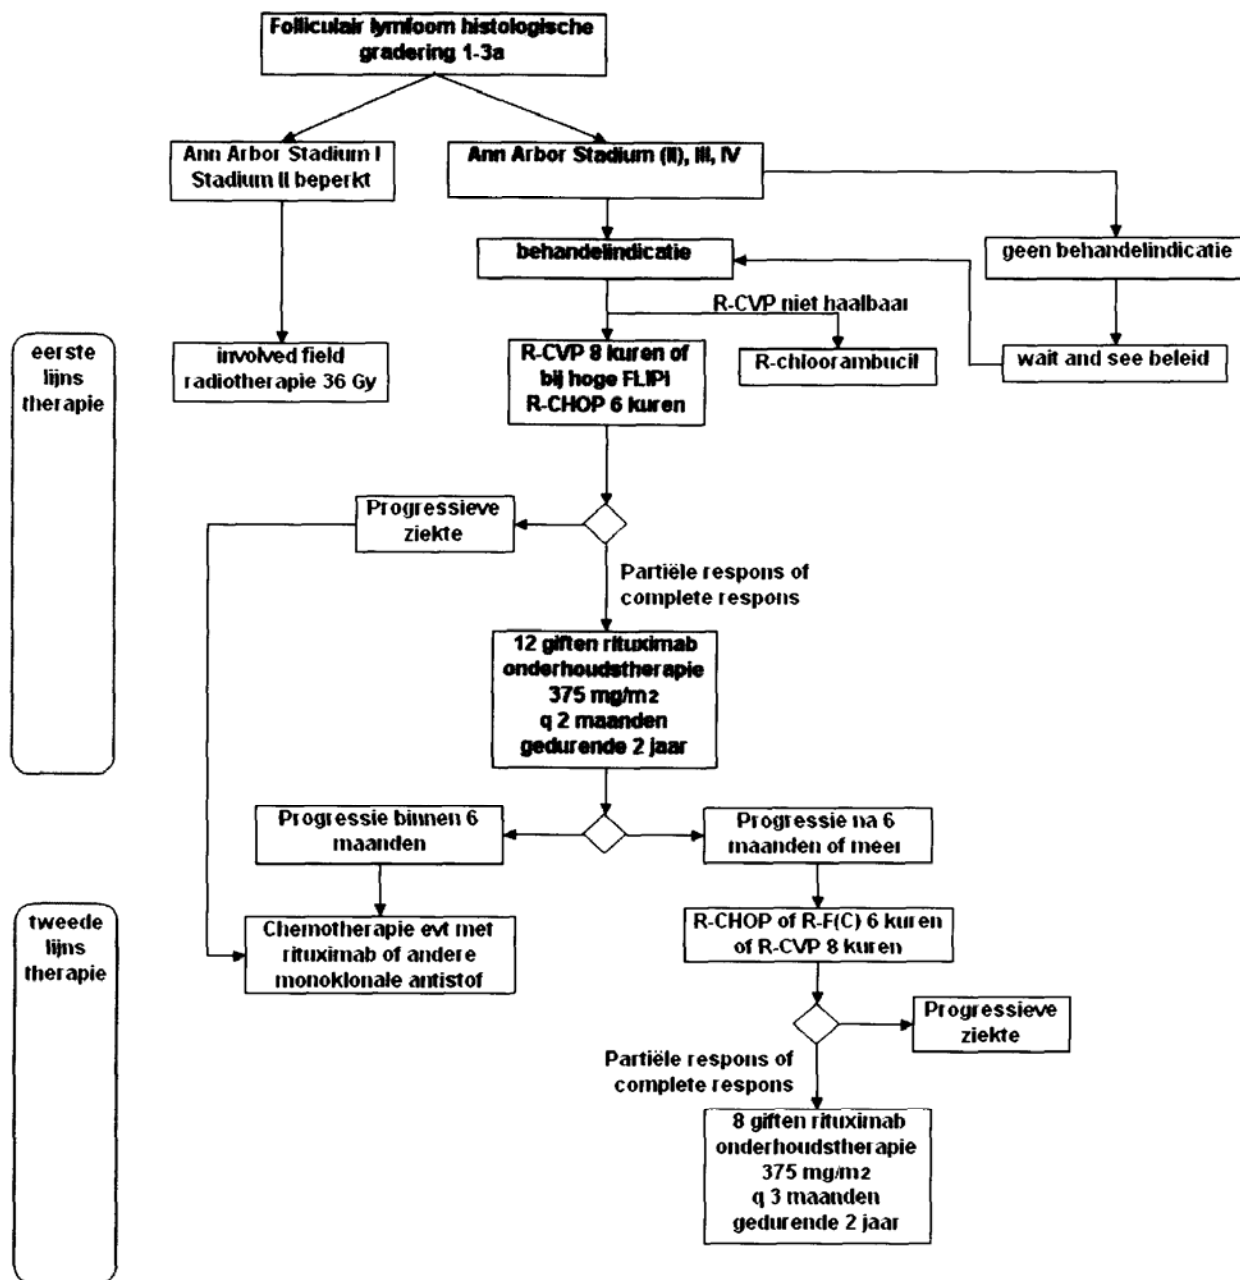 Folliculair lymfoom histologische
gradering 1-3a
Ann Arbor Stadium I
Stadium II beperkt
Ann Arbor Stadium (II), III, IV
behandelindicatie
geen behandelindicatie
R-CVP niet haalbaar
eerste
lijns
therapie
involved field
radiotherapie 36 Gy
R-CVP 8 kuren of
bij hoge FLIPI
R-CHOP 6 kuren
R-chloorambucil
wait and see beleid
Progressieve
ziekte
Partiële respons of
complete respons
12 giften rituximab
onderhoudstherapie
375 mg/m2
q 2 maanden
gedurende 2 jaar
Progressie binnen 6
maanden
Progressie na 6
maanden of meer
tweede
lijns
therapie
Chemotherapie evt met
rituximab of andere
monoklonale antistof
R-CHOP of R-F(C) 6 kuren
of R-CVP 8 kuren
Progressieve
ziekte
Partiële respons of
complete respons
8 giften rituximab
onderhoudstherapie
375 mg/m2
q 3 maanden
gedurende 2 jaar